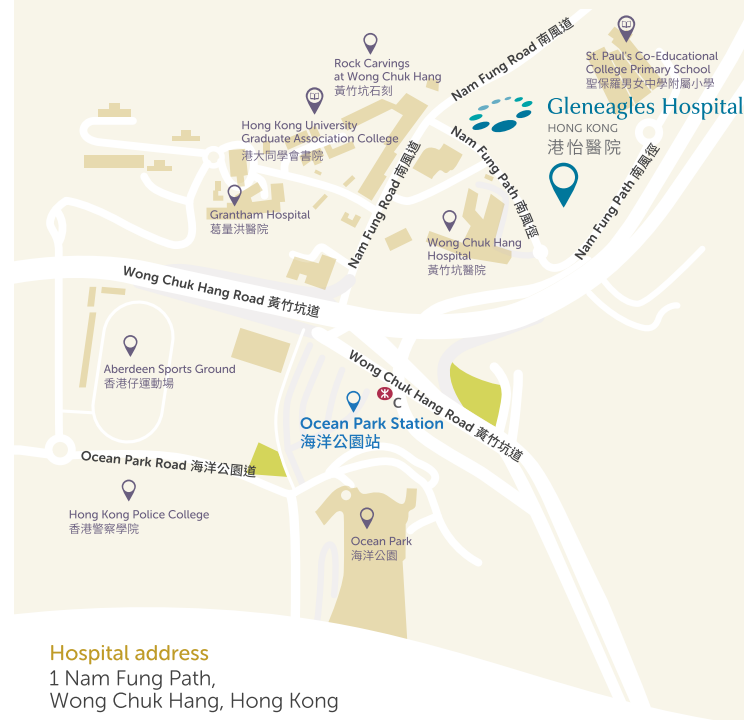 Nam Fung Road 南風道
St. Paul's Co-Educational
College Primary School
聖保羅男女中學附屬小學
Rock Carvings
at Wong Chuk Hang
黃竹坑石刻
Gleneagles Hospital
HONG KONG
港怡醫院
Hong Kong University
Graduate Association College
港大同學會書院
Nam Fung Path 南風徑
Nam Fung Road 南風道
Nam Fung Path 南風徑
Grantham Hospital
葛量洪醫院
Wong Chuk Hang
Hospital
黃竹坑醫院
Wong Chuk Hang Road 黃竹坑道
Aberdeen Sports Ground
香港仔運動場
Wong Chuk Hang Road 黃竹坑道
C
Ocean Park Station
海洋公園站
Ocean Park Road 海洋公園道
Hong Kong Police College
香港警察學院
Ocean Park
海洋公園
Hospital address
1 Nam Fung Path,
Wong Chuk Hang, Hong Kong